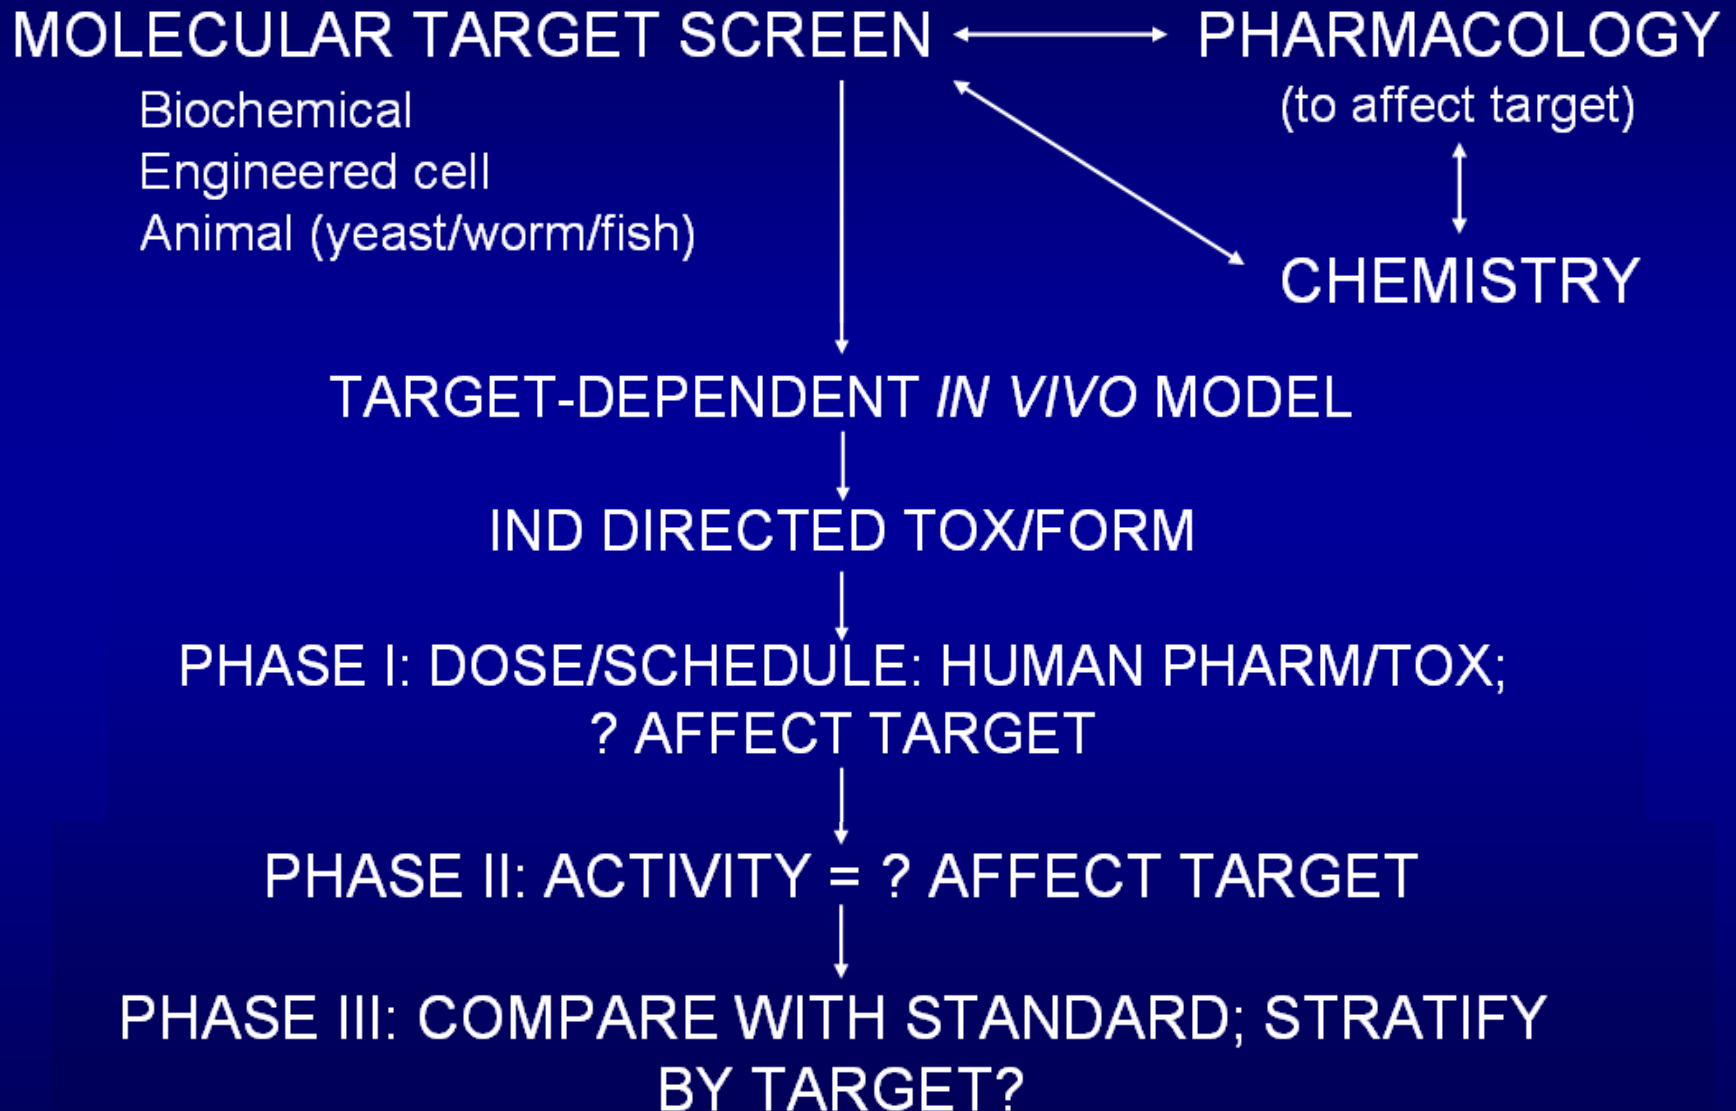 MOLECULAR TARGET SCREEN
PHARMACOLOGY
(to affect target)
Biochemical
Engineered cell
Animal (yeast/worm/fish)
CHEMISTRY
TARGET-DEPENDENT IN VIVO MODEL
IND DIRECTED TOX/FORM
PHASE I: DOSE/SCHEDULE: HUMAN PHARM/TOX;
? AFFECT TARGET
PHASE II: ACTIVITY = ? AFFECT TARGET
PHASE III: COMPARE WITH STANDARD; STRATIFY
BY TARGET?